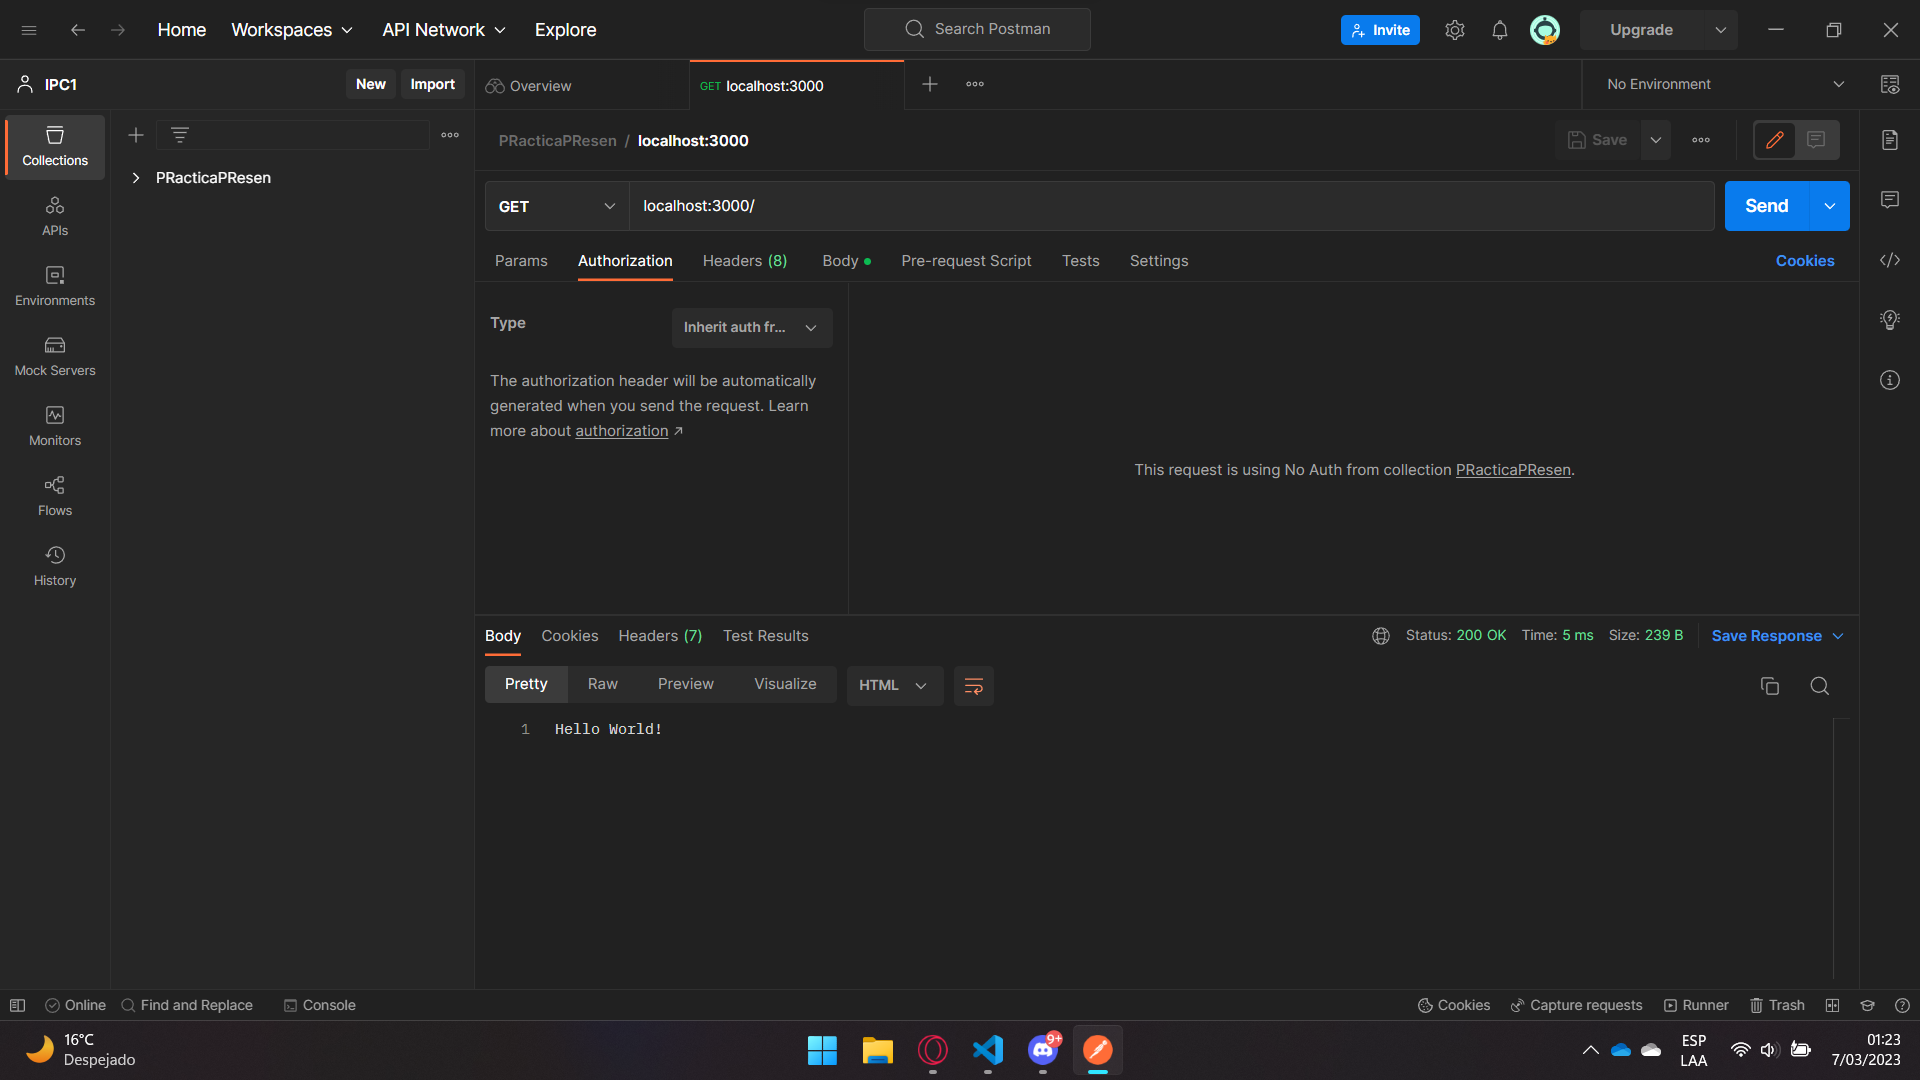 Home
Workspaces
API Network
Explore
Search Postman
Invite
Upgrade
IPC1
New
Import
Overview
GET localhost:3000
No Environment
Collections
APIs
Environments
Mock Servers
Monitors
Flows
History
PRacticaPResen
PRacticaPResen / localhost:3000
Save
GET
localhost:3000/
Send
Params
Authorization
Headers (8)
Body
Pre-request Script
Tests
Settings
Cookies
Type
Inherit auth fr...
The authorization header will be automatically
generated when you send the request. Learn
more about authorization ↗
This request is using No Auth from collection PRacticaPResen.
Body
Cookies
Headers (7)
Test Results
Status: 200 OK
Time: 5 ms
Size: 239 B
Save Response
Pretty
Raw
Preview
Visualize
HTML
1
Hello World!
Online
Find and Replace
Console
Cookies
Capture requests
Runner
Trash
16°C
Despejado
9+
ESP
LAA
01:23
7/03/2023